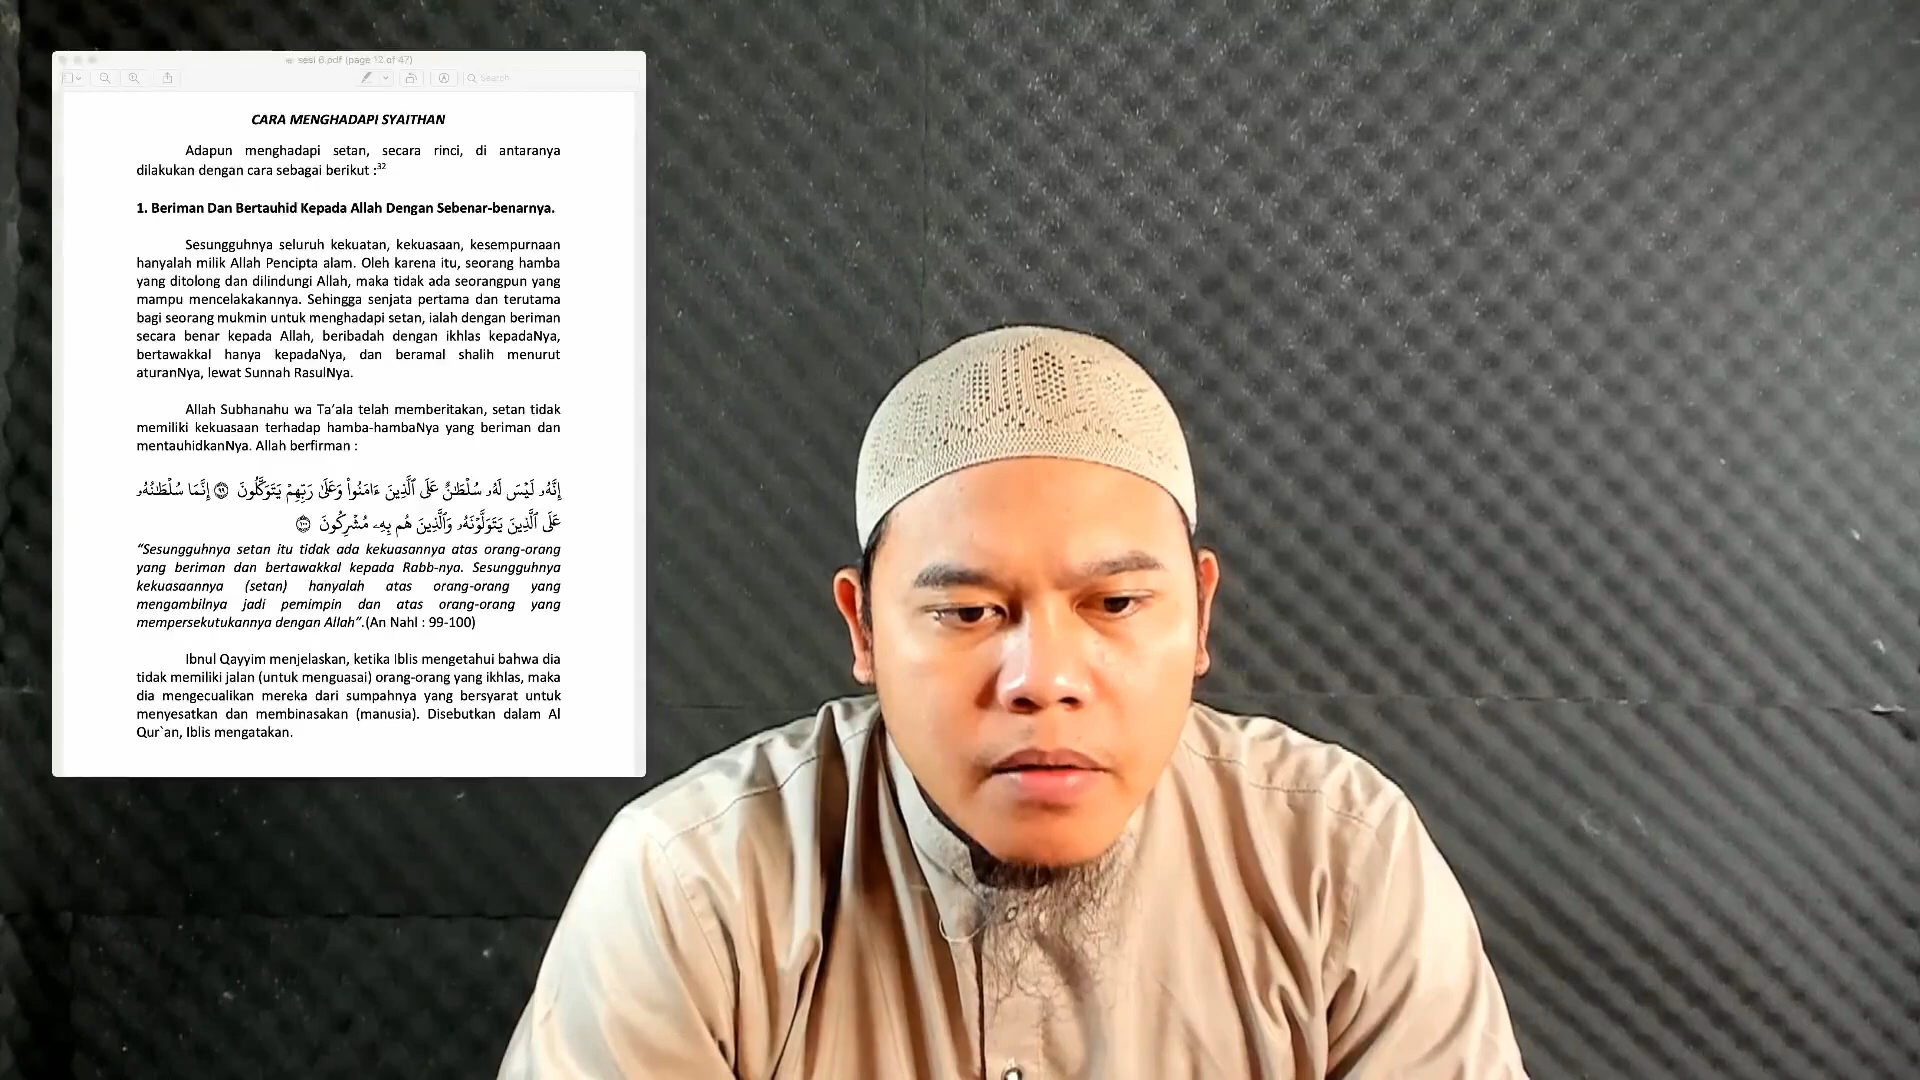 sesi 6.pdf (page 12 of 47)
Search
CARA MENGHADAPI SYAITHAN
Adapun menghadapi setan, secara rinci, di antaranya
dilakukan dengan cara sebagai berikut :32
1. Beriman Dan Bertauhid Kepada Allah Dengan Sebenar-benarnya.
Sesungguhnya seluruh kekuatan, kekuasaan, kesempurnaan
hanyalah milik Allah Pencipta alam. Oleh karena itu, seorang hamba
yang ditolong dan dilindungi Allah, maka tidak ada seorangpun yang
mampu mencelakakannya. Sehingga senjata pertama dan terutama
bagi seorang mukmin untuk menghadapi setan, ialah dengan beriman
secara benar kepada Allah, beribadah dengan ikhlas kepadaNya,
bertawakkal hanya kepadaNya, dan beramal shalih menurut
aturanNya, lewat Sunnah RasulNya.
Allah Subhanahu wa Ta’ala telah memberitakan, setan tidak
memiliki kekuasaan terhadap hamba-hambaNya yang beriman dan
mentauhidkanNya. Allah berfirman :
إِنَّهُۥ لَيْسَ لَهُۥ سُلْطَٰنٌ عَلَى ٱلَّذِينَ ءَامَنُوا۟ وَعَلَىٰ رَبِّهِمْ يَتَوَكَّلُونَ ۝٩٩ إِنَّمَا سُلْطَٰنُهُۥ
عَلَى ٱلَّذِينَ يَتَوَلَّوْنَهُۥ وَٱلَّذِينَ هُم بِهِۦ مُشْرِكُونَ ۝١٠٠
“Sesungguhnya setan itu tidak ada kekuasannya atas orang-orang
yang beriman dan bertawakkal kepada Rabb-nya. Sesungguhnya
kekuasaannya (setan) hanyalah atas orang-orang yang
mengambilnya jadi pemimpin dan atas orang-orang yang
mempersekutukannya dengan Allah”.(An Nahl : 99-100)
Ibnul Qayyim menjelaskan, ketika Iblis mengetahui bahwa dia
tidak memiliki jalan (untuk menguasai) orang-orang yang ikhlas, maka
dia mengecualikan mereka dari sumpahnya yang bersyarat untuk
menyesatkan dan membinasakan (manusia). Disebutkan dalam Al
Qur`an, Iblis mengatakan.